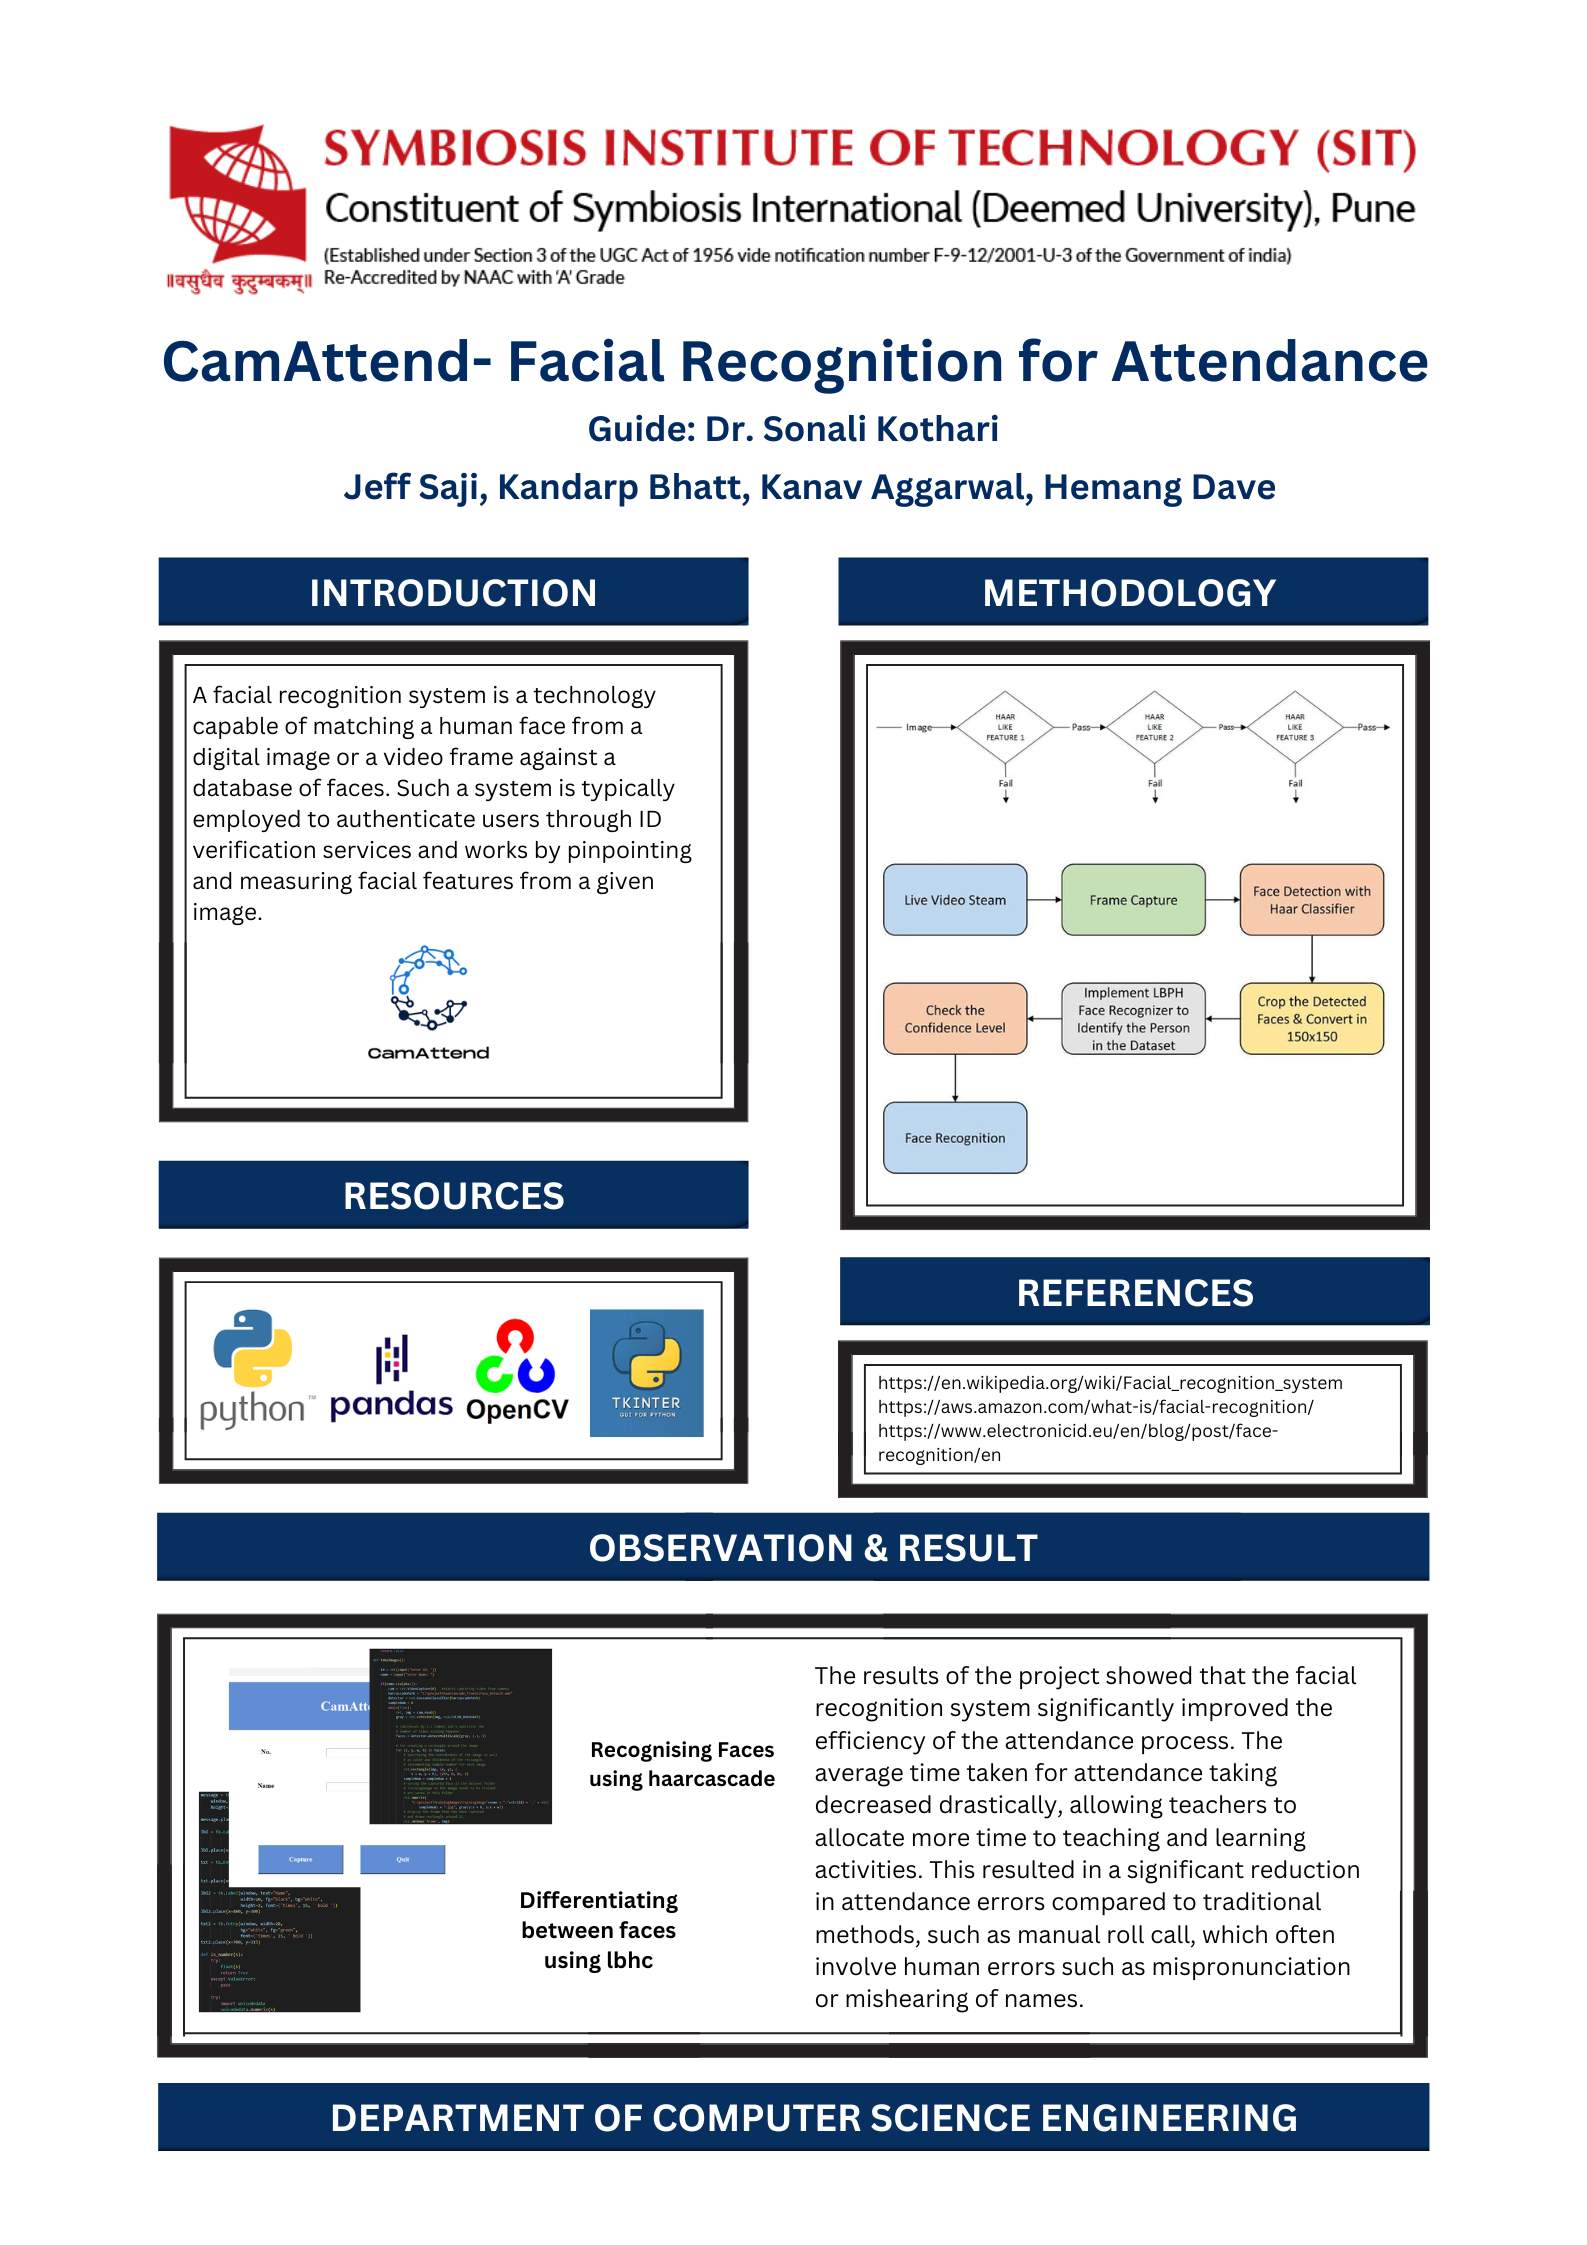 SYMBIOSIS INSTITUTE OF TECHNOLOGY (SIT)
Constituent of Symbiosis International (Deemed University), Pune
(Established under Section 3 of the UGC Act of 1956 vide notification number F-9-12/2001-U-3 of the Government of india)
Re-Accredited by NAAC with ‘A’ Grade
॥वसुधैव कुटुम्बकम्॥
CamAttend- Facial Recognition for Attendance
Guide: Dr. Sonali Kothari
Jeff Saji, Kandarp Bhatt, Kanav Aggarwal, Hemang Dave
INTRODUCTION
A facial recognition system is a technology
capable of matching a human face from a
digital image or a video frame against a
database of faces. Such a system is typically
employed to authenticate users through ID
verification services and works by pinpointing
and measuring facial features from a given
image.
CamAttend
METHODOLOGY
Image
HAAR
LIKE
FEATURE 1
Pass
HAAR
LIKE
FEATURE 2
Pass
HAAR
LIKE
FEATURE 3
Pass
Fail
Fail
Fail
Live Video Steam
Frame Capture
Face Detection with
Haar Classifier
Crop the Detected
Faces & Convert in
150x150
Implement LBPH
Face Recognizer to
Identify the Person
in the Dataset
Check the
Confidence Level
Face Recognition
RESOURCES
python™
pandas
OpenCV
TKINTER
GUI FOR PYTHON
REFERENCES
https://en.wikipedia.org/wiki/Facial_recognition_system
https://aws.amazon.com/what-is/facial-recognition/
https://www.electronicid.eu/en/blog/post/face-
recognition/en
OBSERVATION & RESULT
CamAtt
No.
Name
Capture
Quit
Recognising Faces
using haarcascade
Differentiating
between faces
using lbhc
The results of the project showed that the facial
recognition system significantly improved the
efficiency of the attendance process. The
average time taken for attendance taking
decreased drastically, allowing teachers to
allocate more time to teaching and learning
activities. This resulted in a significant reduction
in attendance errors compared to traditional
methods, such as manual roll call, which often
involve human errors such as mispronunciation
or mishearing of names.
DEPARTMENT OF COMPUTER SCIENCE ENGINEERING